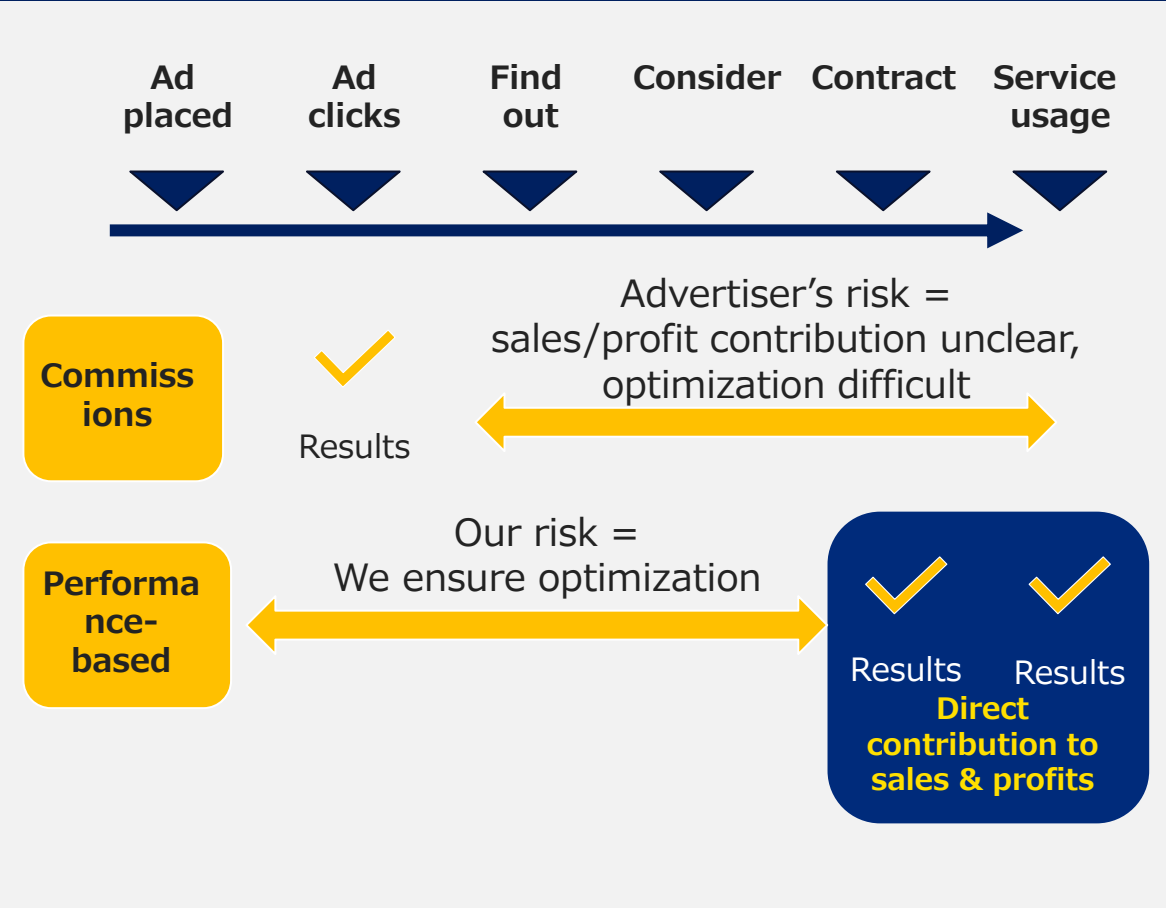 Ad
placed
Ad
clicks
Find
out
Consider
Contract
Service
usage
Advertiser’s risk =
sales/profit contribution unclear,
optimization difficult
Commiss
ions
Results
Our risk =
We ensure optimization
Performa
nce-
based
Results
Results
Direct
contribution to
sales & profits